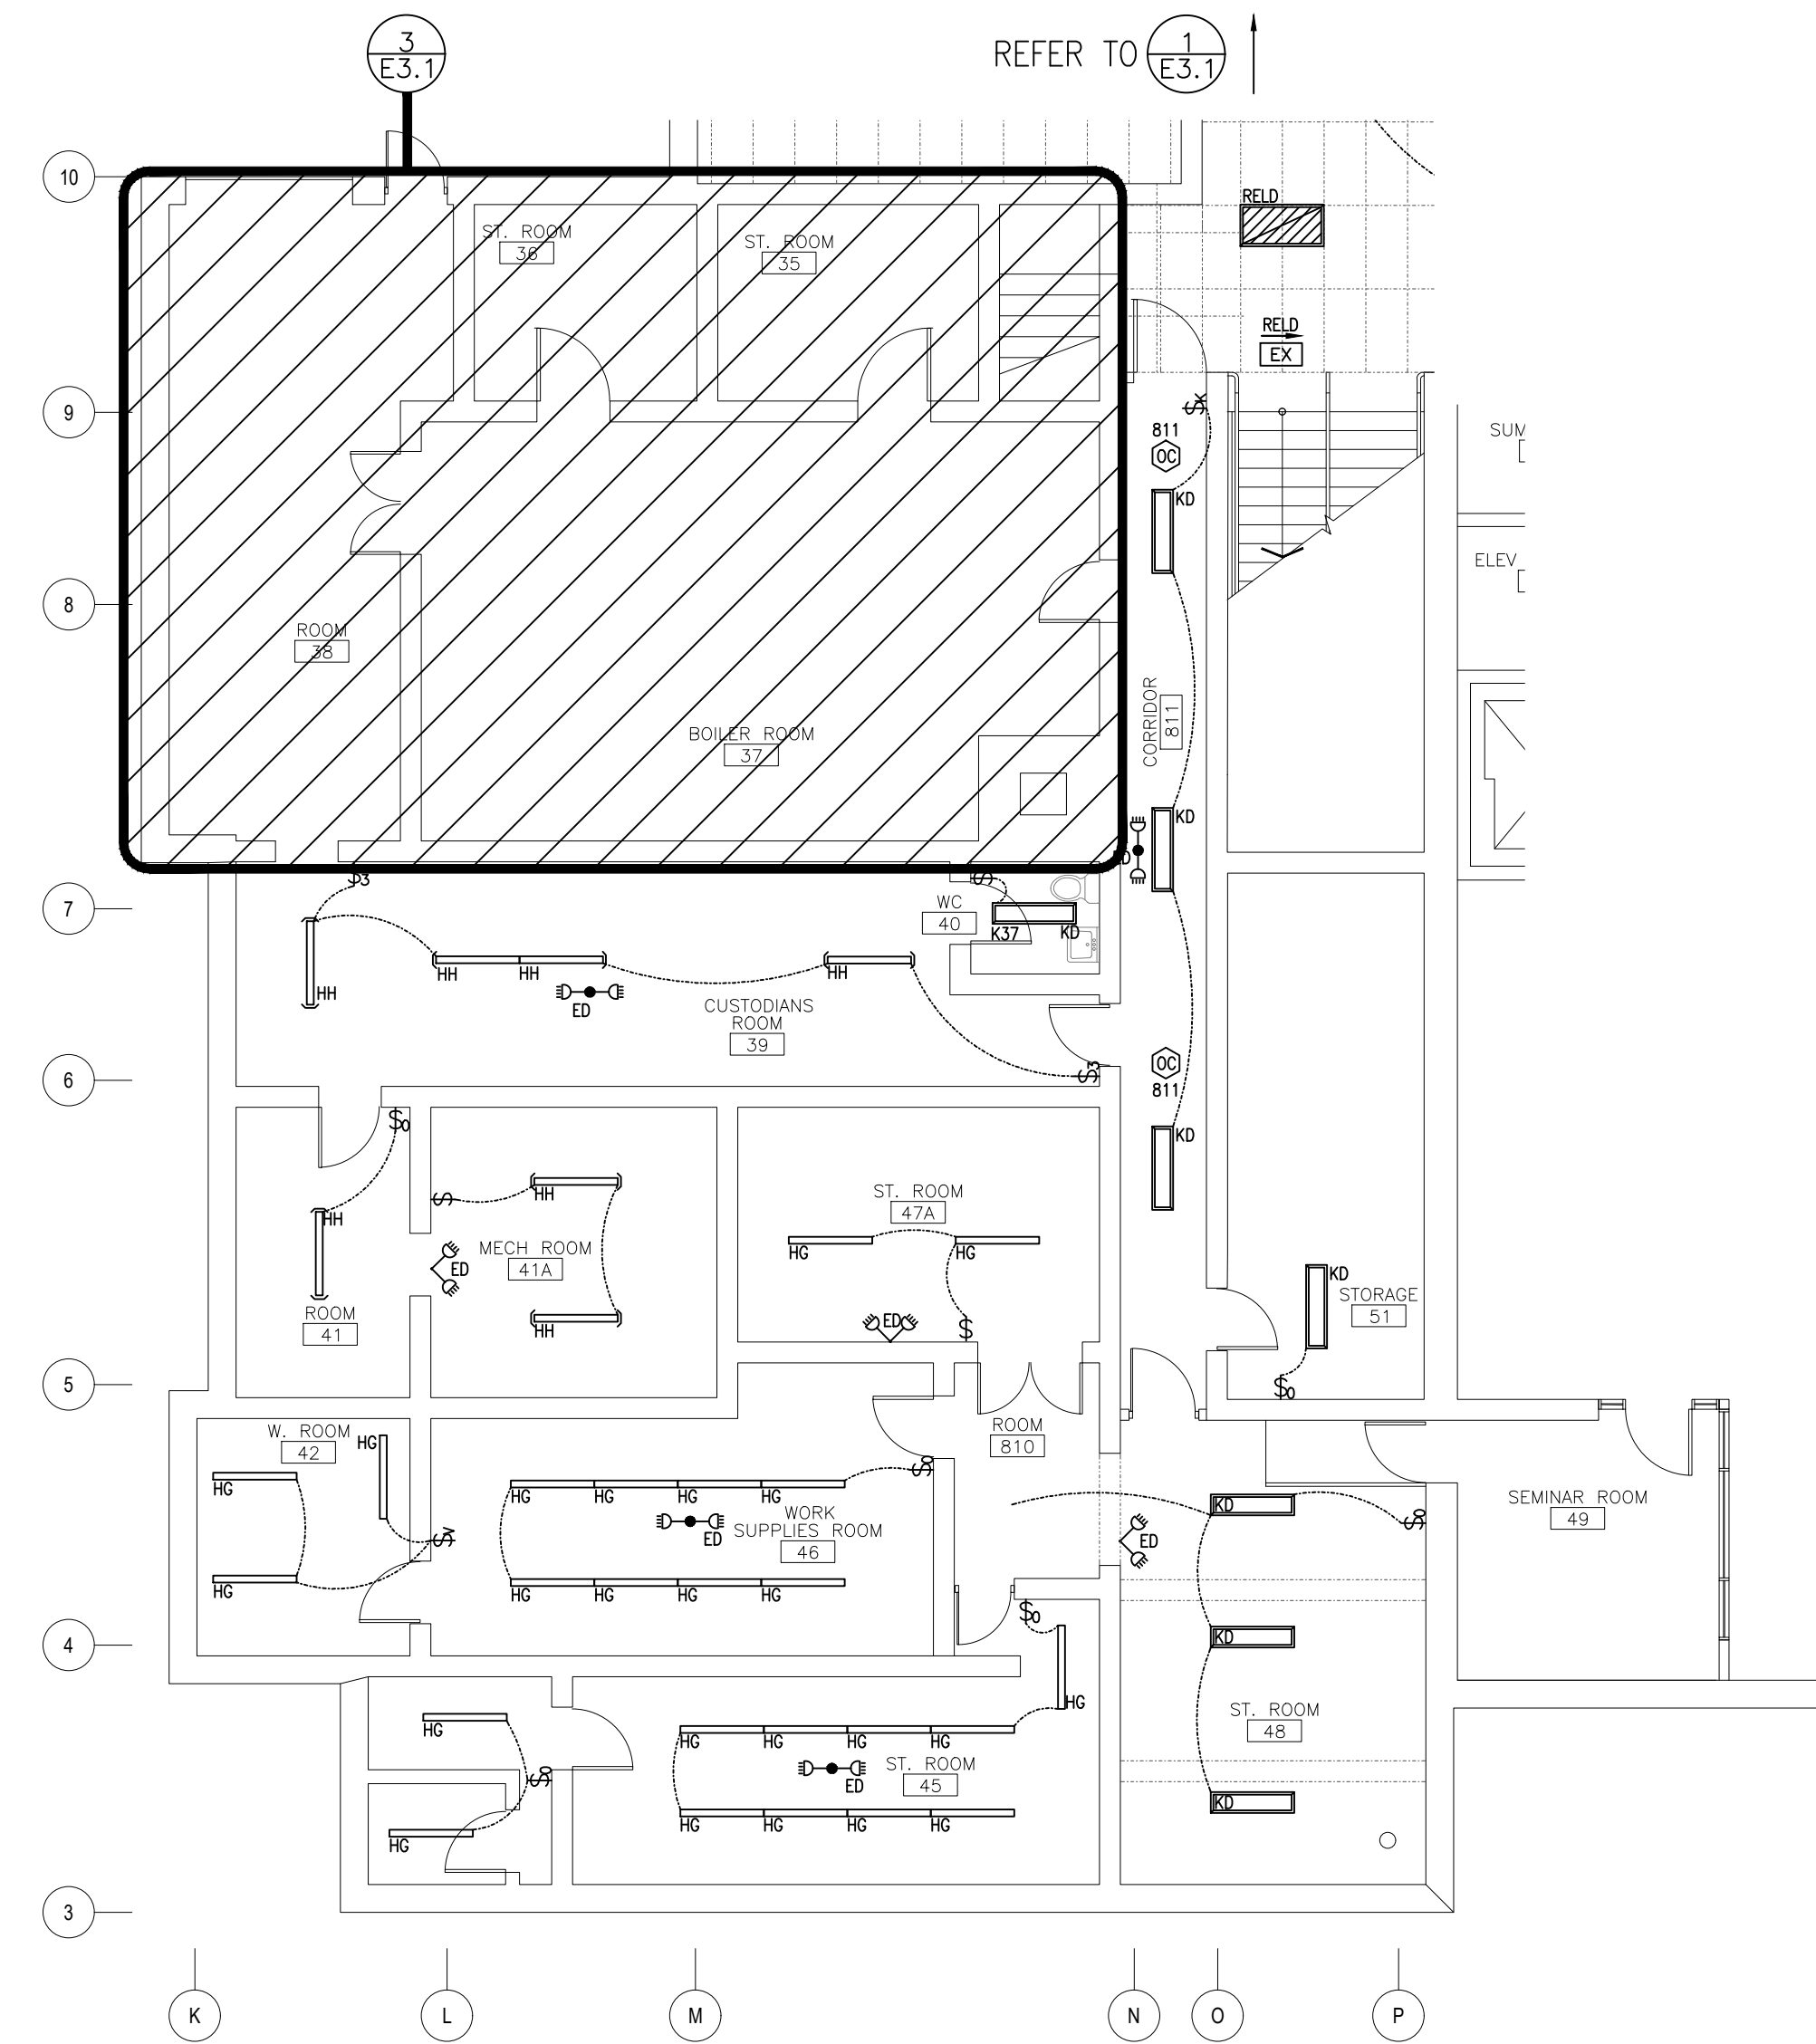 3
E3.1
REFER TO
1
E3.1
10
RELD
ST. ROOM
36
ST. ROOM
35
RELD
EX
9
$K
811
OC
SUM
KD
ELEV
8
ROOM
38
CORRIDOR
811
BOILER ROOM
37
KD
ED
$3
$
7
WC
40
K37
KD
HH
HH
HH
HH
ED
CUSTODIANS
ROOM
39
OC
811
6
$3
$O
KD
HH
$
ST. ROOM
47A
HH
MECH ROOM
41A
ED
HG
HG
KD
STORAGE
51
ROOM
41
ED
$
HH
5
$O
W. ROOM
42
HG
ROOM
810
HG
$O
HG
HG
HG
HG
KD
$O
SEMINAR ROOM
49
WORK
SUPPLIES ROOM
46
ED
$V
ED
HG
HG
HG
HG
HG
$O
4
KD
HG
HG
ST. ROOM
48
HG
HG
HG
HG
ST. ROOM
45
$O
ED
KD
HG
HG
HG
HG
HG
3
K
L
M
N
O
P